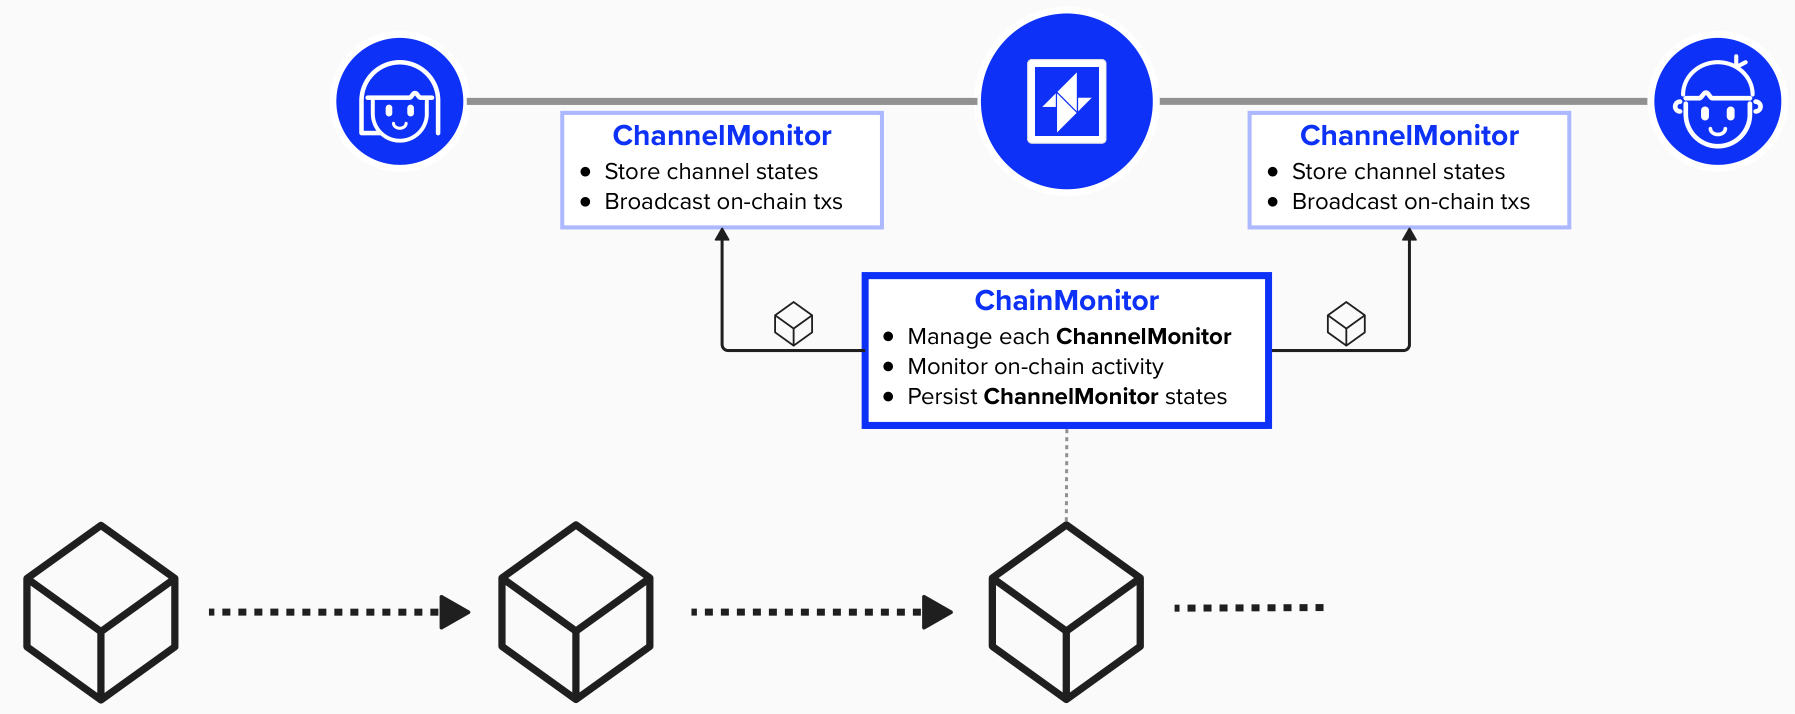 ChannelMonitor
● Store channel states
● Broadcast on-chain txs
ChannelMonitor
● Store channel states
● Broadcast on-chain txs
ChainMonitor
● Manage each ChannelMonitor
● Monitor on-chain activity
● Persist ChannelMonitor states